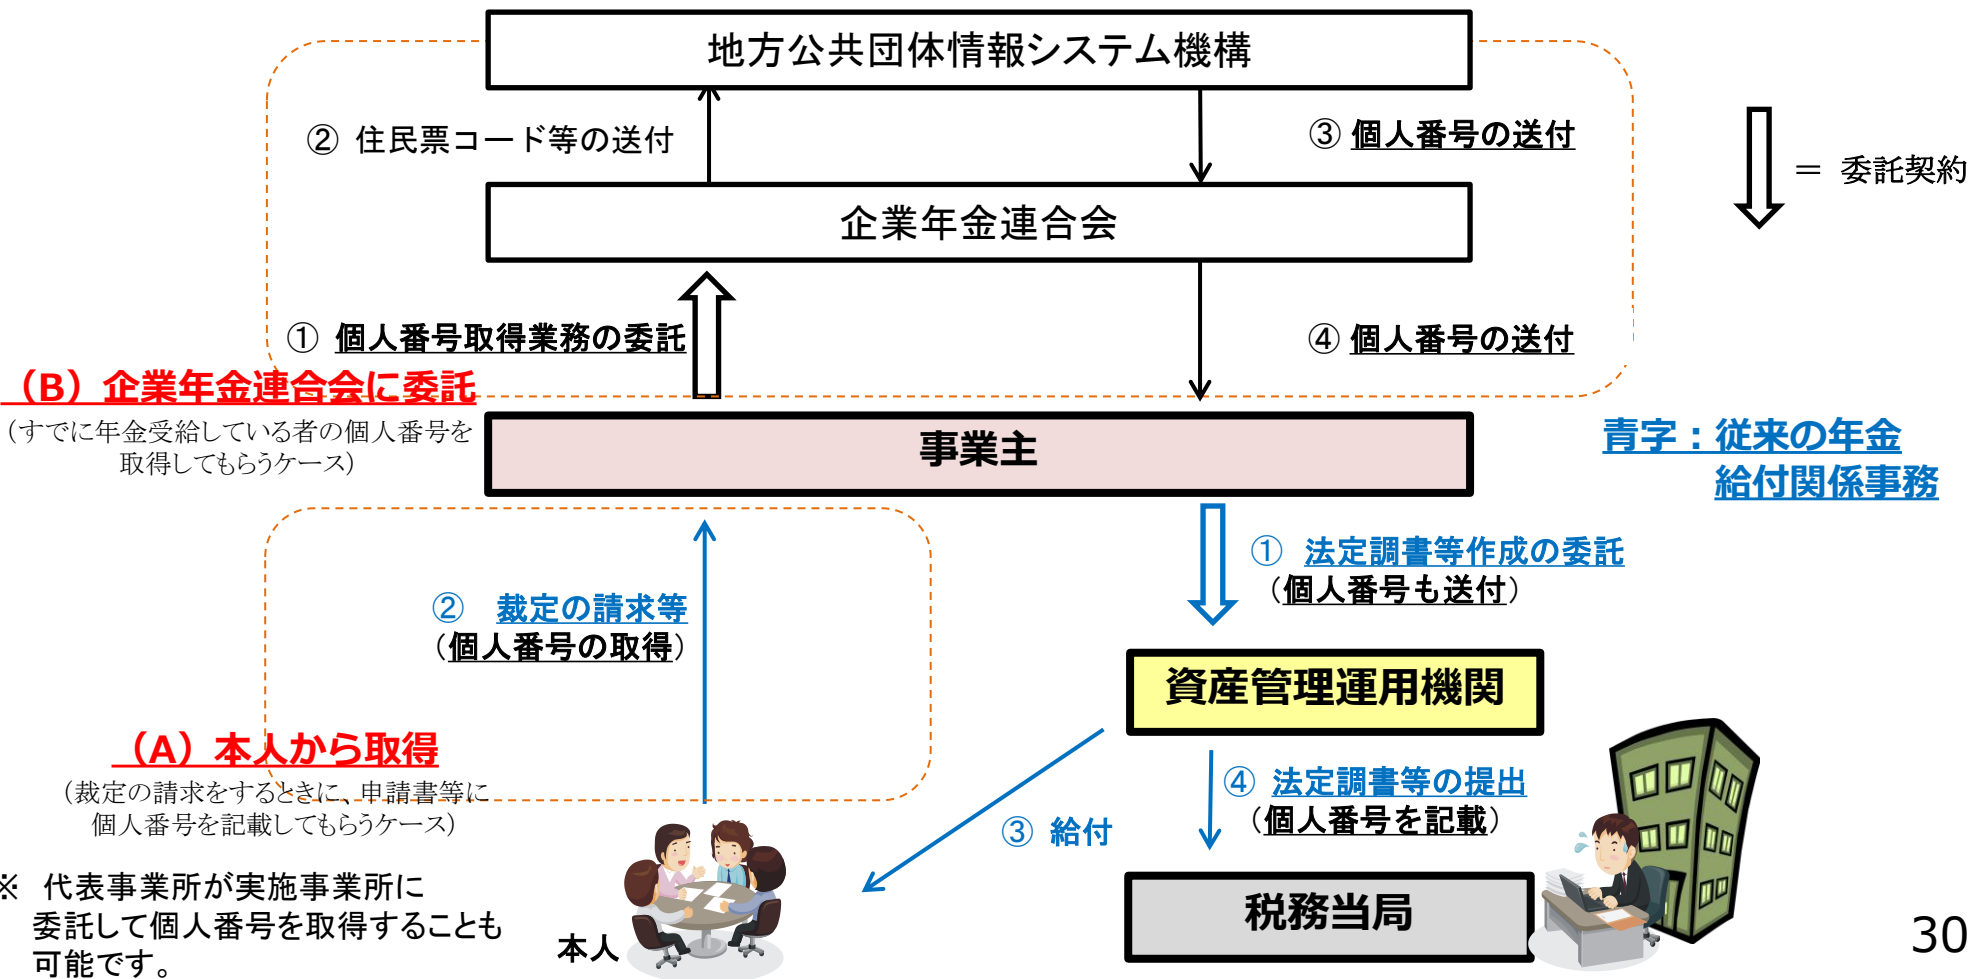 地方公共団体情報システム機構
② 住民票コード等の送付
③ 個人番号の送付
= 委託契約
企業年金連合会
① 個人番号取得業務の委託
④ 個人番号の送付
（B）企業年金連合会に委託
（すでに年金受給している者の個人番号を
取得してもらうケース）
事業主
青字：従来の年金
給付関係事務
① 法定調書等作成の委託
（個人番号も送付）
② 裁定の請求等
（個人番号の取得）
資産管理運用機関
（A）本人から取得
（裁定の請求をするときに、申請書等に
個人番号を記載してもらうケース）
④ 法定調書等の提出
（個人番号を記載）
③ 給付
※ 代表事業所が実施事業所に
委託して個人番号を取得することも
可能です。
本人
税務当局
30